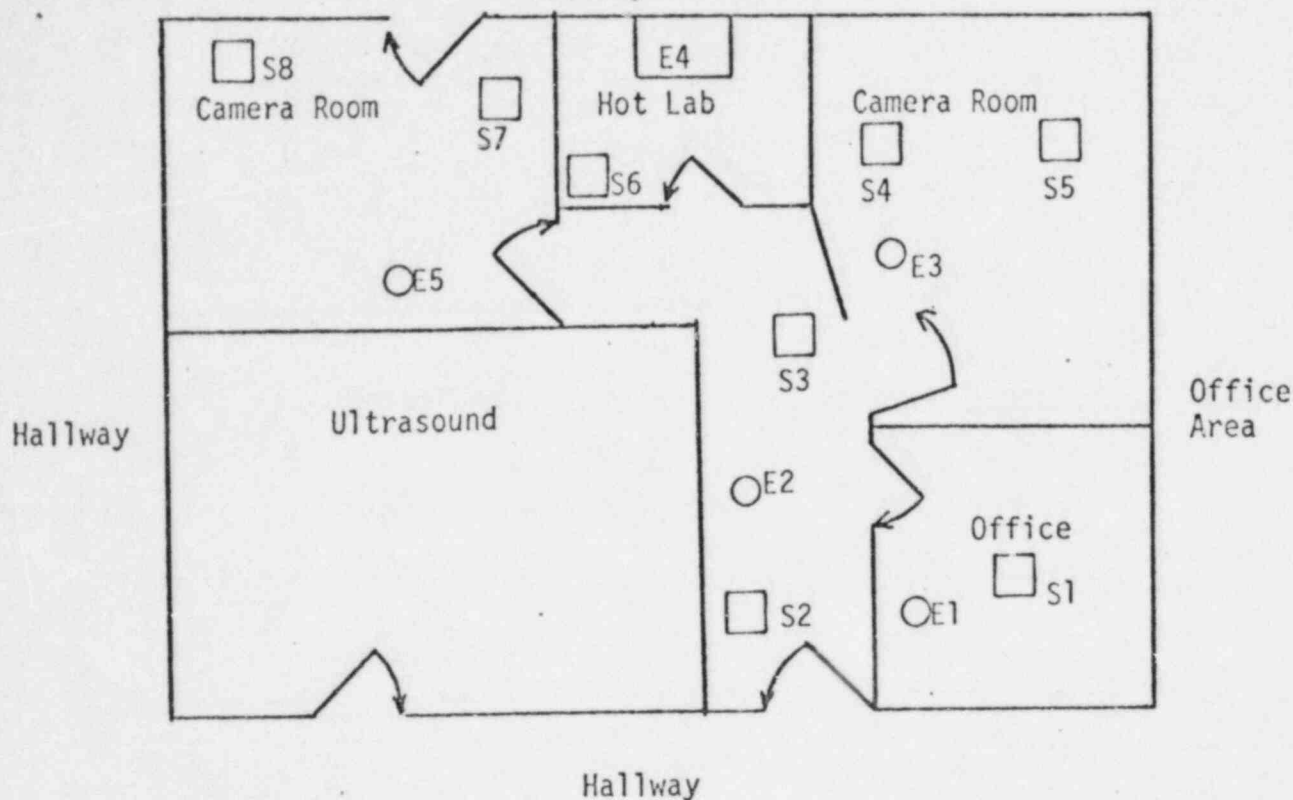 S8
Camera Room
S7
E4
Hot Lab
S6
Camera Room
S4
S5
E5
E3
S3
Hallway
Ultrasound
Office
Area
E2
Office
S2
E1
S1
Hallway